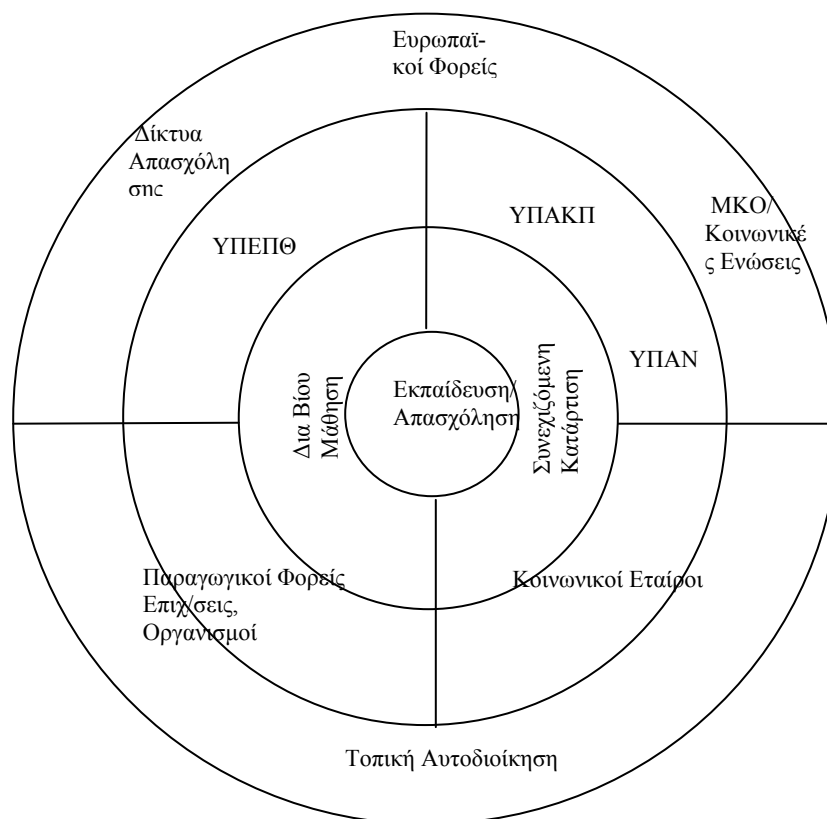 Ευρωπαϊ-
κοί Φορείς
Δίκτυα
Απασχόλη
σης
ΜΚΟ/
Κοινωνικέ
ς Ενώσεις
ΥΠΑΚΠ
ΥΠΕΠΘ
ΥΠΑΝ
Δια Βίου
Μάθηση
Εκπαίδευση/
Απασχόληση
Συνεχιζόμενη
Κατάρτιση
Παραγωγικοί Φορείς
Επιχ/σεις,
Οργανισμοί
Κοινωνικοί Εταίροι
Τοπική Αυτοδιοίκηση